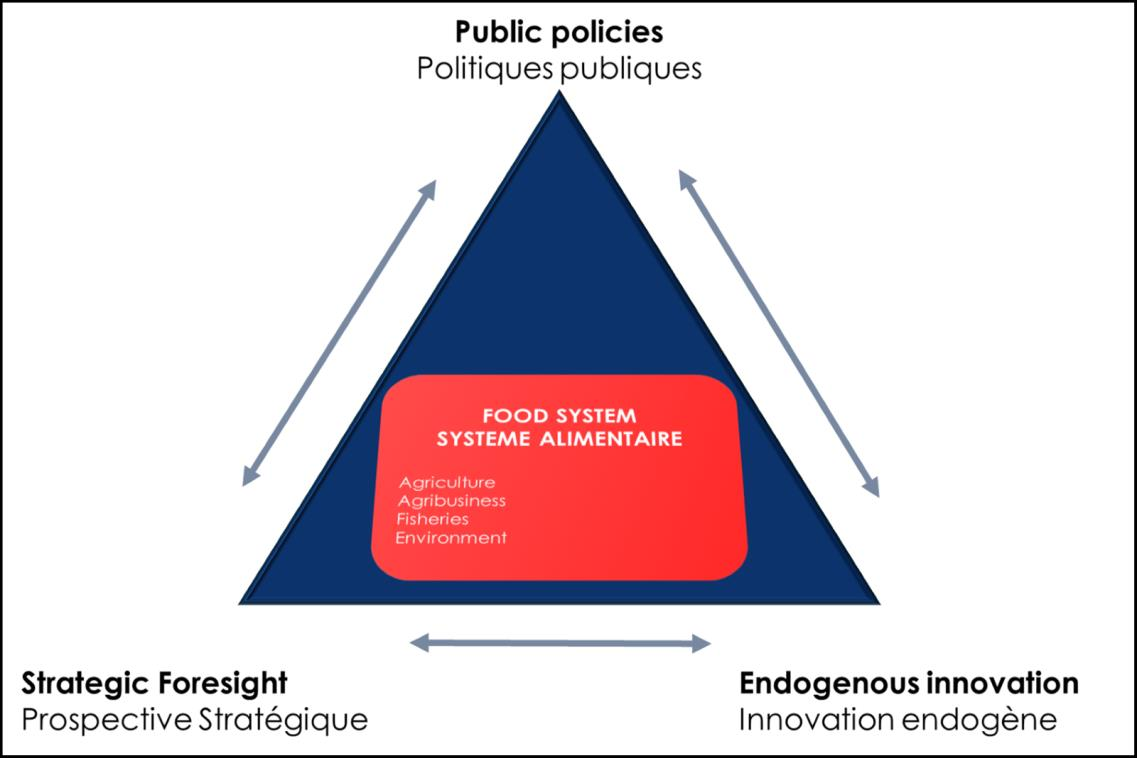 Public policies
Politiques publiques
FOOD SYSTEM
SYSTEME ALIMENTAIRE
Agriculture
Agribusiness
Fisheries
Environment
Strategic Foresight
Prospective Stratégique
Endogenous innovation
Innovation endogène